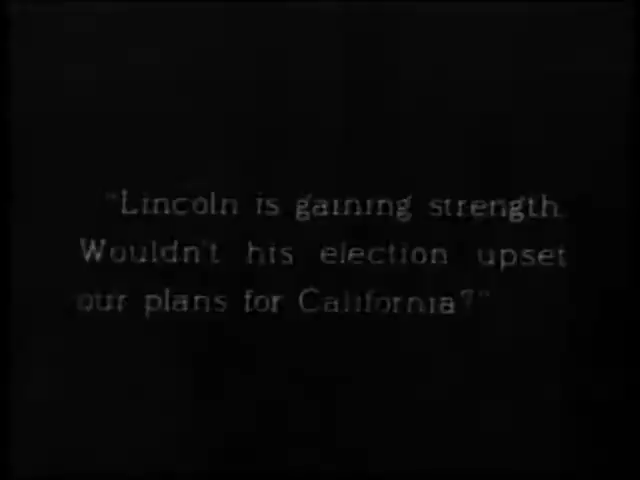 "Lincoln is gaining strength.
Wouldn't his election upset
our plans for California?"